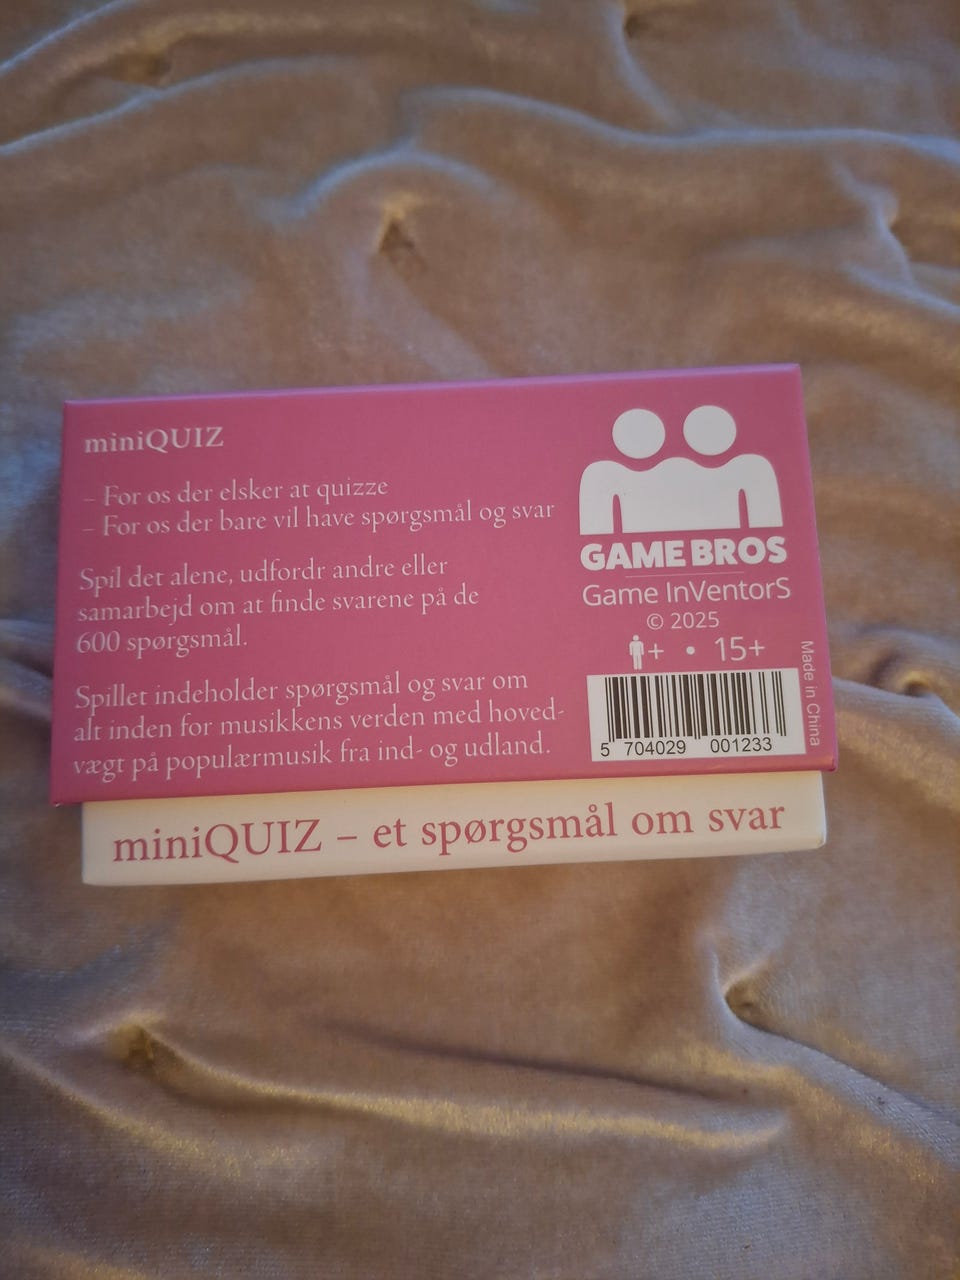 miniQUIZ
– For os der elsker at quizze
– For os der bare vil have spørgsmål og svar
Spil det alene, udfordr andre eller
samarbejd om at finde svarene på de
600 spørgsmål.
Spillet indeholder spørgsmål og svar om
alt inden for musikkens verden med hoved-
vægt på populærmusik fra ind- og udland.
GAME BROS
Game InVentorS
© 2025
+ • 15+
Made in China
5 704029 001233
miniQUIZ – et spørgsmål om svar